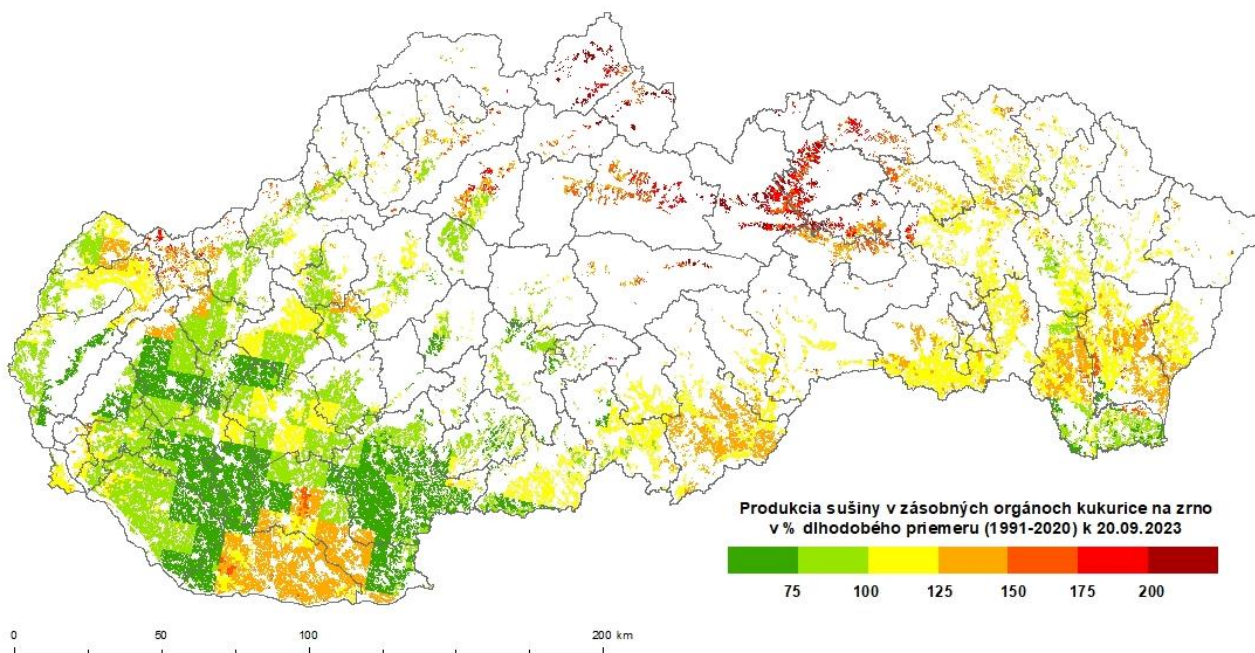 Produkcia sušiny v zásobných orgánoch kukurice na zrno
v % dlhodobého priemeru (1991-2020) k 20.09.2023
75 100 125 150 175 200
0 50 100 200 km